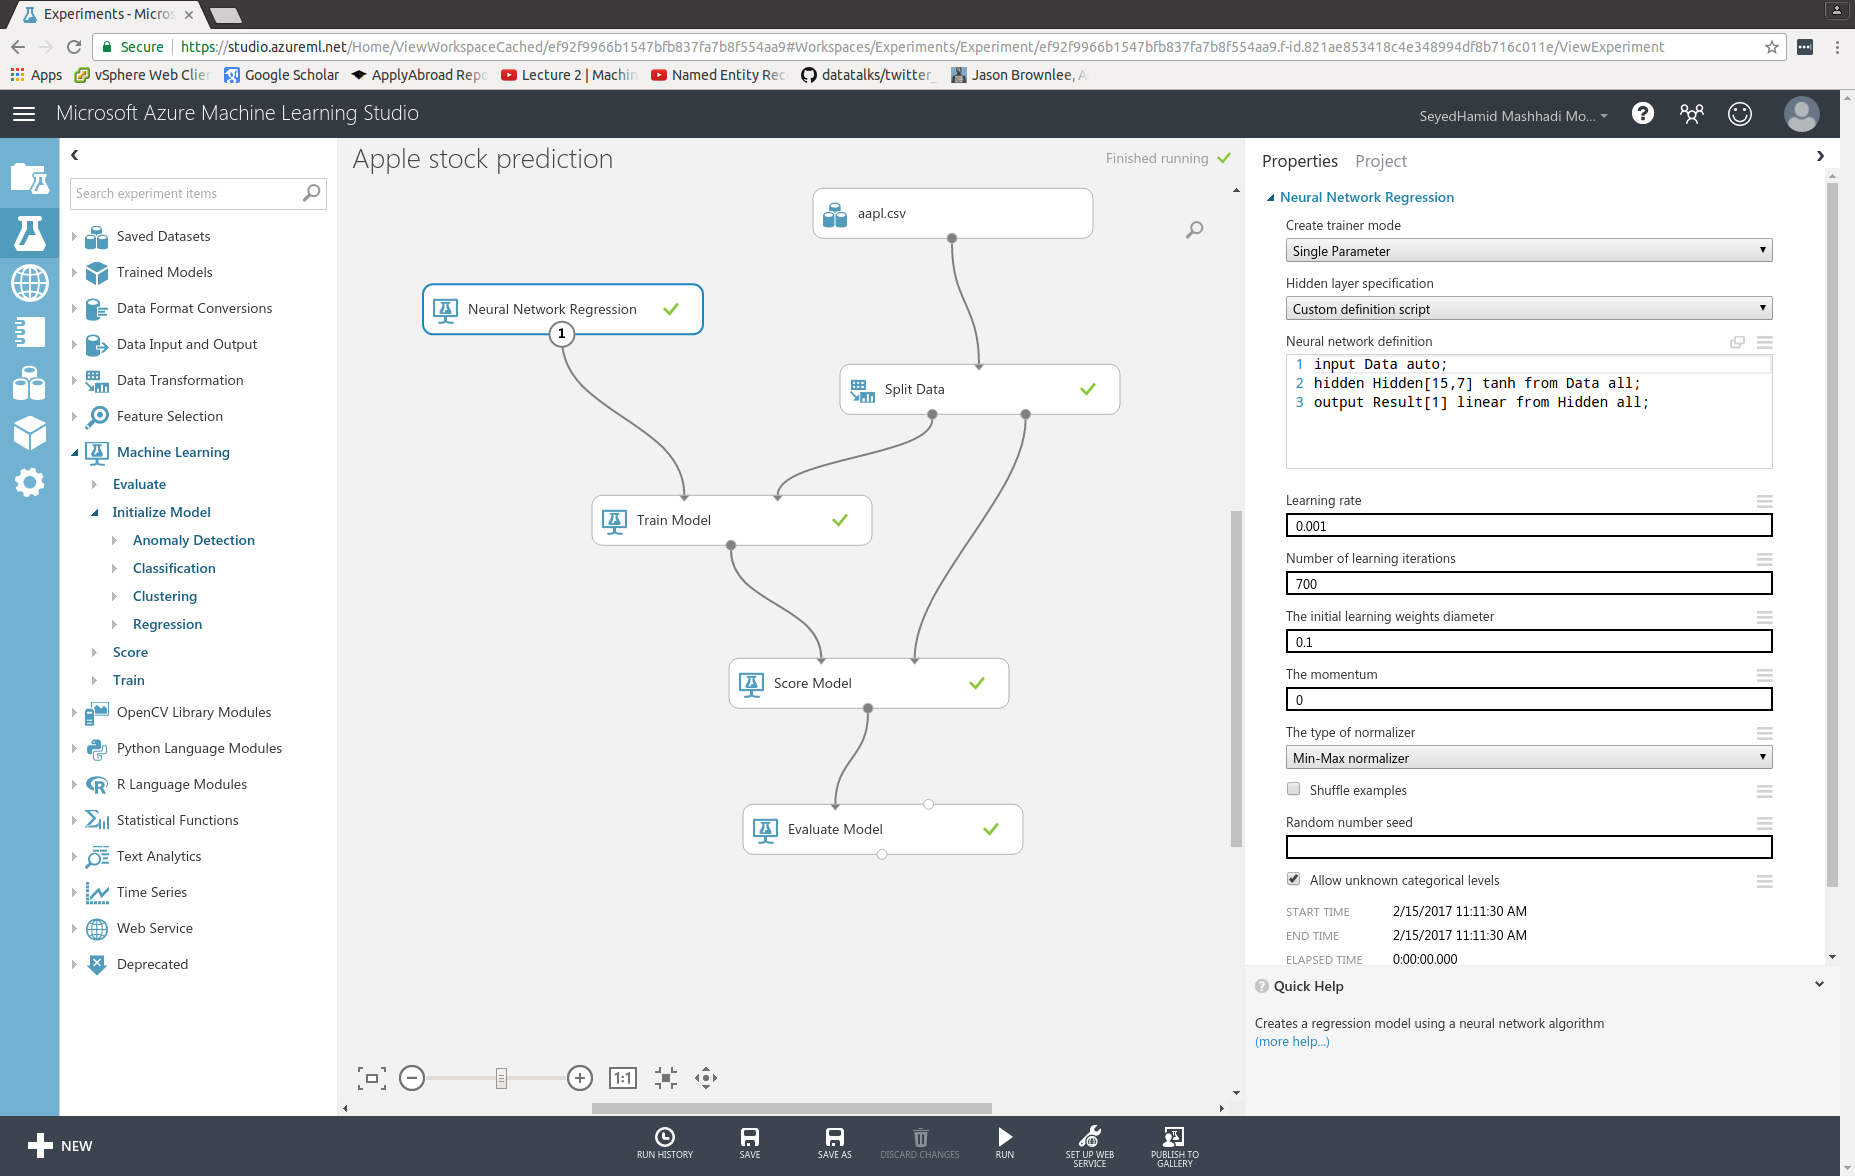 Experiments - Micros
Secure
https://studio.azureml.net/Home/ViewWorkspaceCached/ef92f9966b1547bfb837fa7b8f554aa9#Workspaces/Experiments/Experiment/ef92f9966b1547bfb837fa7b8f554aa9.f-id.821ae853418c4e348994df8b716c011e/ViewExperiment
Apps
vSphere Web Clier
Google Scholar
ApplyAbroad Repo
Lecture 2 | Machin
Named Entity Rec
datatalks/twitter_
Jason Brownlee, A
Microsoft Azure Machine Learning Studio
SeyedHamid Mashhadi Mo...
Search experiment items
Saved Datasets
Trained Models
Data Format Conversions
Data Input and Output
Data Transformation
Feature Selection
Machine Learning
Evaluate
Initialize Model
Anomaly Detection
Classification
Clustering
Regression
Score
Train
OpenCV Library Modules
Python Language Modules
R Language Modules
Statistical Functions
Text Analytics
Time Series
Web Service
Deprecated
Apple stock prediction
Finished running
aapl.csv
Neural Network Regression
1
Split Data
Train Model
Score Model
Evaluate Model
1:1
Properties
Project
Neural Network Regression
Create trainer mode
Single Parameter
Hidden layer specification
Custom definition script
Neural network definition
1 input Data auto;
2 hidden Hidden[15,7] tanh from Data all;
3 output Result[1] linear from Hidden all;
Learning rate
0.001
Number of learning iterations
700
The initial learning weights diameter
0.1
The momentum
0
The type of normalizer
Min-Max normalizer
Shuffle examples
Random number seed
Allow unknown categorical levels
START TIME 2/15/2017 11:11:30 AM
END TIME 2/15/2017 11:11:30 AM
ELAPSED TIME 0:00:00.000
? Quick Help
Creates a regression model using a neural network algorithm
(more help...)
NEW
RUN HISTORY
SAVE
SAVE AS
DISCARD CHANGES
RUN
SET UP WEB
SERVICE
PUBLISH TO
GALLERY